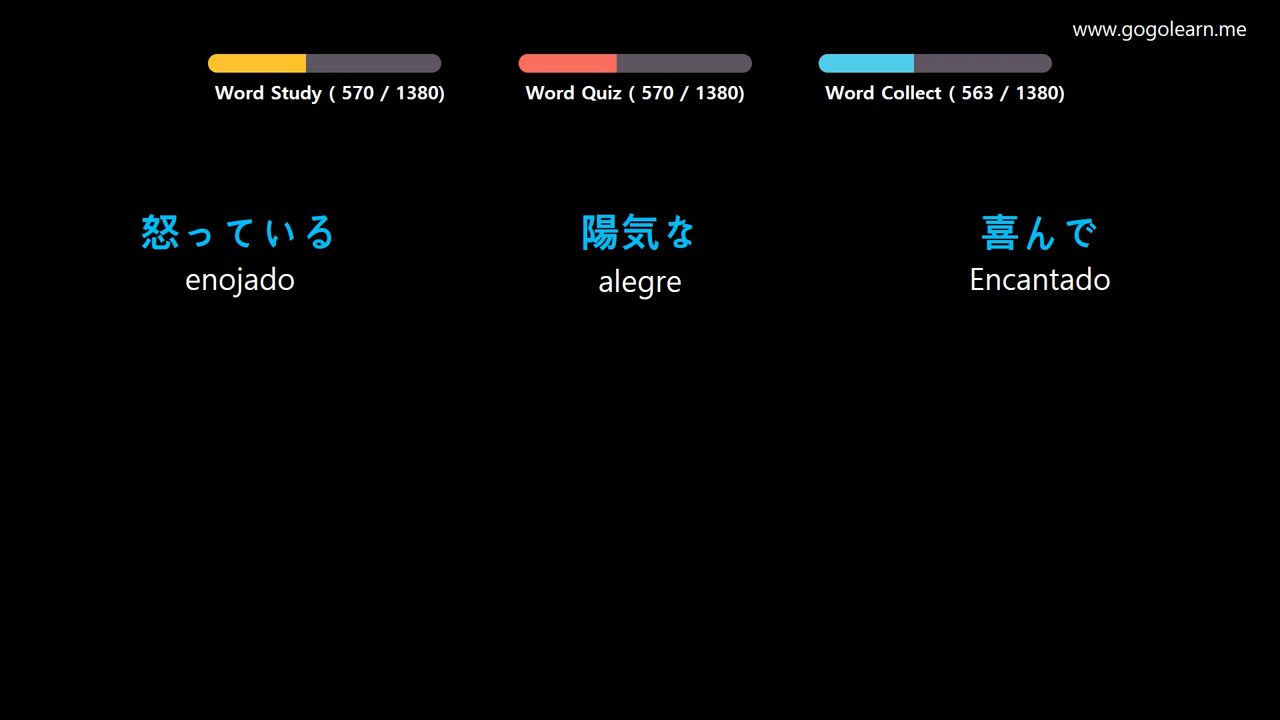 www.gogolearn.me
Word Study ( 570 / 1380)
Word Quiz ( 570 / 1380)
Word Collect ( 563 / 1380)
怒っている
enojado
陽気な
alegre
喜んで
Encantado